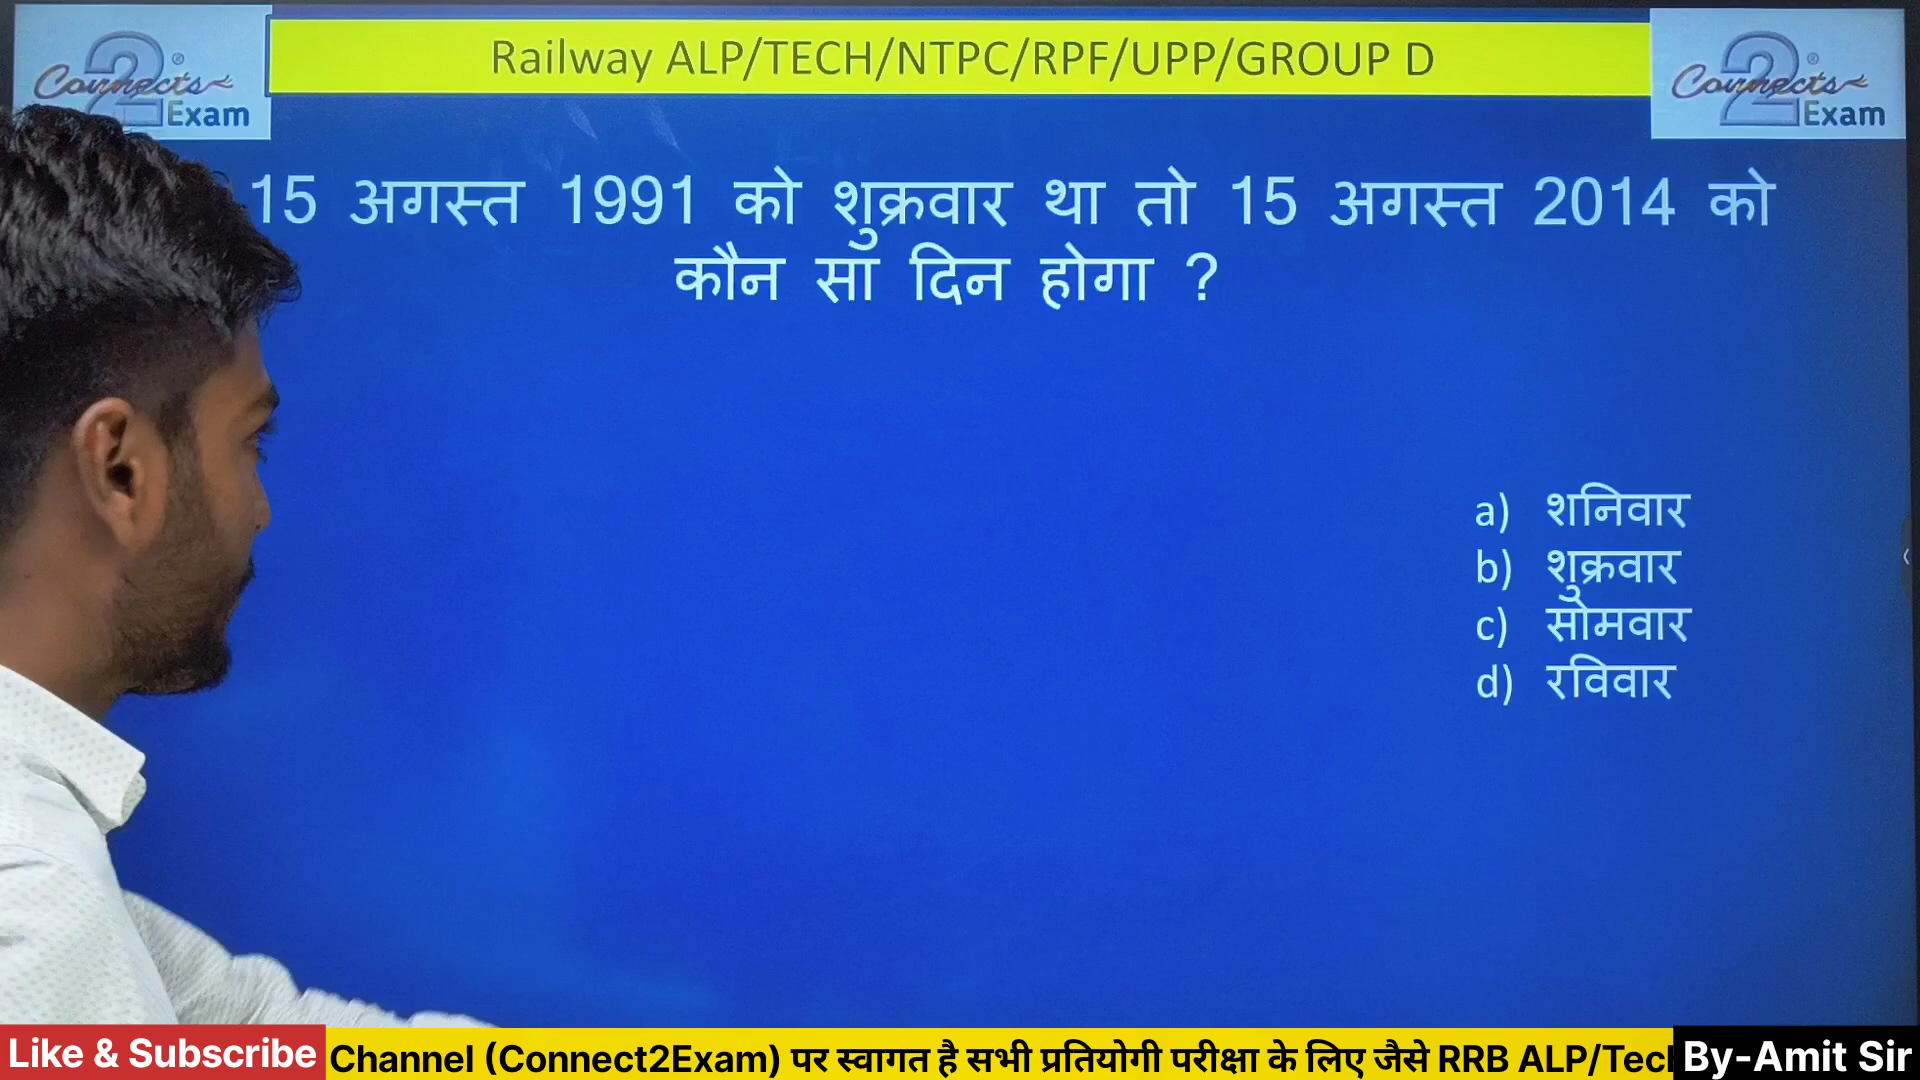 Connects 2 ®
Exam
Railway ALP/TECH/NTPC/RPF/UPP/GROUP D
Connects 2 ®
Exam
15 अगस्त 1991 को शुक्रवार था तो 15 अगस्त 2014 को
कौन सा दिन होगा ?
a) शनिवार
b) शुक्रवार
c) सोमवार
d) रविवार
Like & Subscribe
Channel (Connect2Exam) पर स्वागत है सभी प्रतियोगी परीक्षा के लिए जैसे RRB ALP/Tec
By-Amit Sir